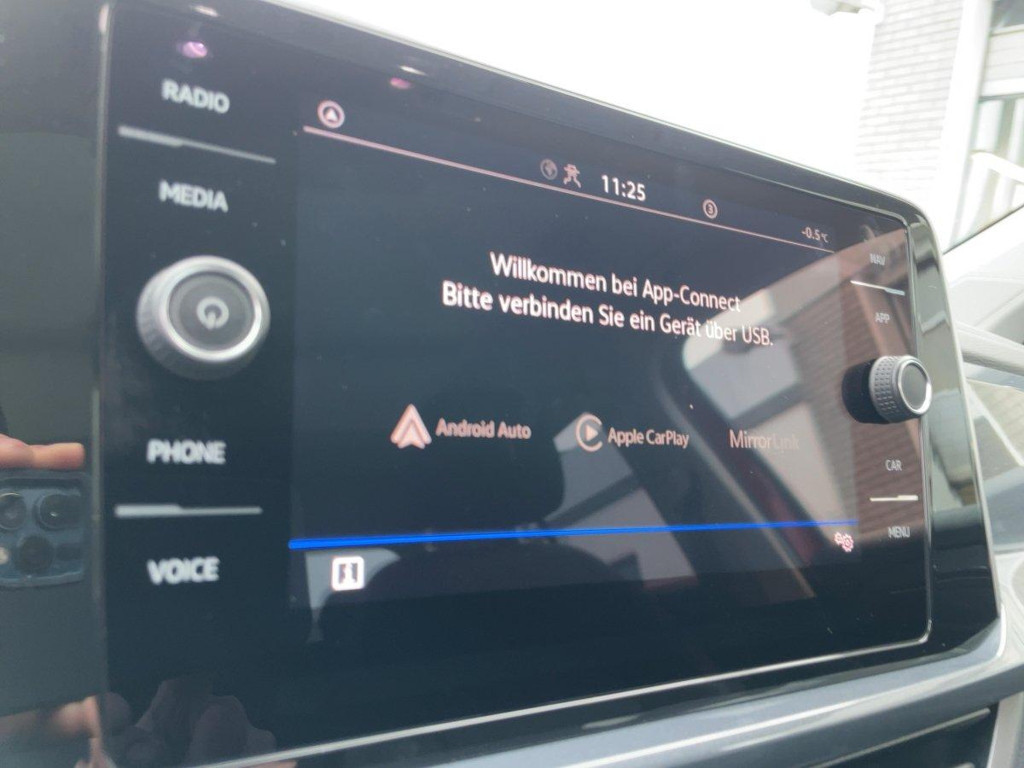 RADIO
MEDIA
PHONE
VOICE
11:25
3
-0.5°C
Willkommen bei App-Connect
Bitte verbinden Sie ein Gerät über USB.
Android Auto
Apple CarPlay
MirrorLink
NAV
APP
CAR
MENU